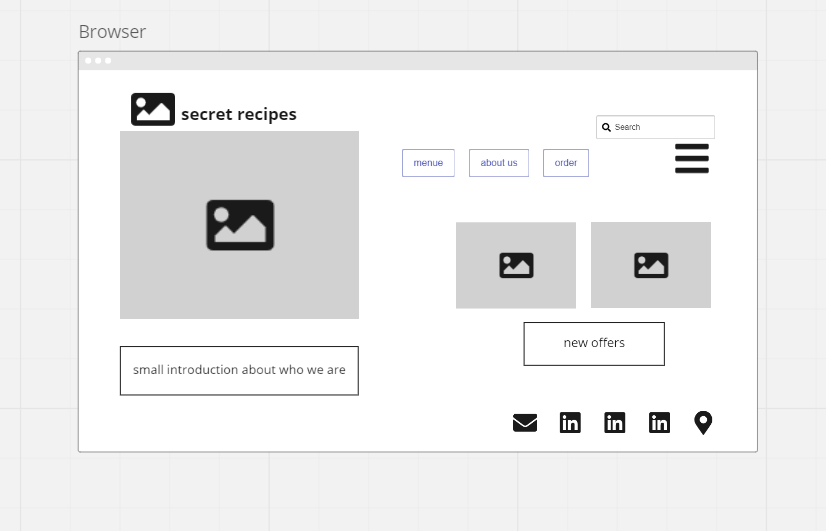 Browser
secret recipes
Search
menue
about us
order
new offers
small introduction about who we are
in
in
in